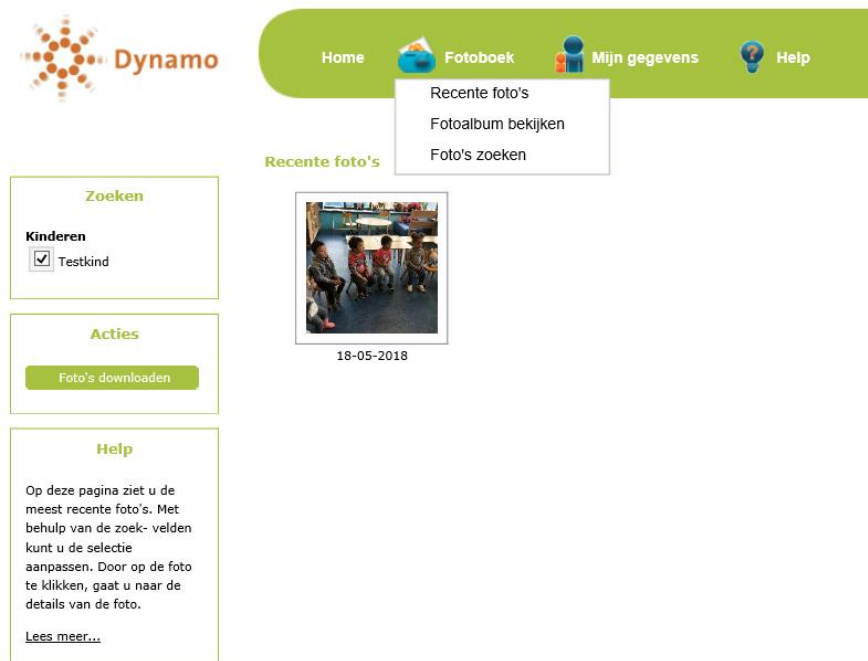 Dynamo
Home
Fotoboek
Mijn gegevens
Help
Recente foto's
Fotoalbum bekijken
Foto's zoeken
Recente foto's
18-05-2018
Zoeken
Kinderen
Testkind
Acties
Foto's downloaden
Help
Op deze pagina ziet u de
meest recente foto's. Met
behulp van de zoek- velden
kunt u de selectie
aanpassen. Door op de foto
te klikken, gaat u naar de
details van de foto.
Lees meer...